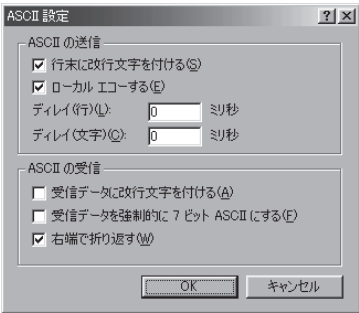 ASCII 設定
ASCII の送信
行末に改行文字を付ける(S)
ローカル エコーする(E)
ディレイ(行)(L): 0 ミリ秒
ディレイ(文字)(C): 0 ミリ秒
ASCII の受信
受信データに改行文字を付ける(A)
受信データを強制的に 7 ビット ASCII にする(F)
右端で折り返す(W)
OK キャンセル